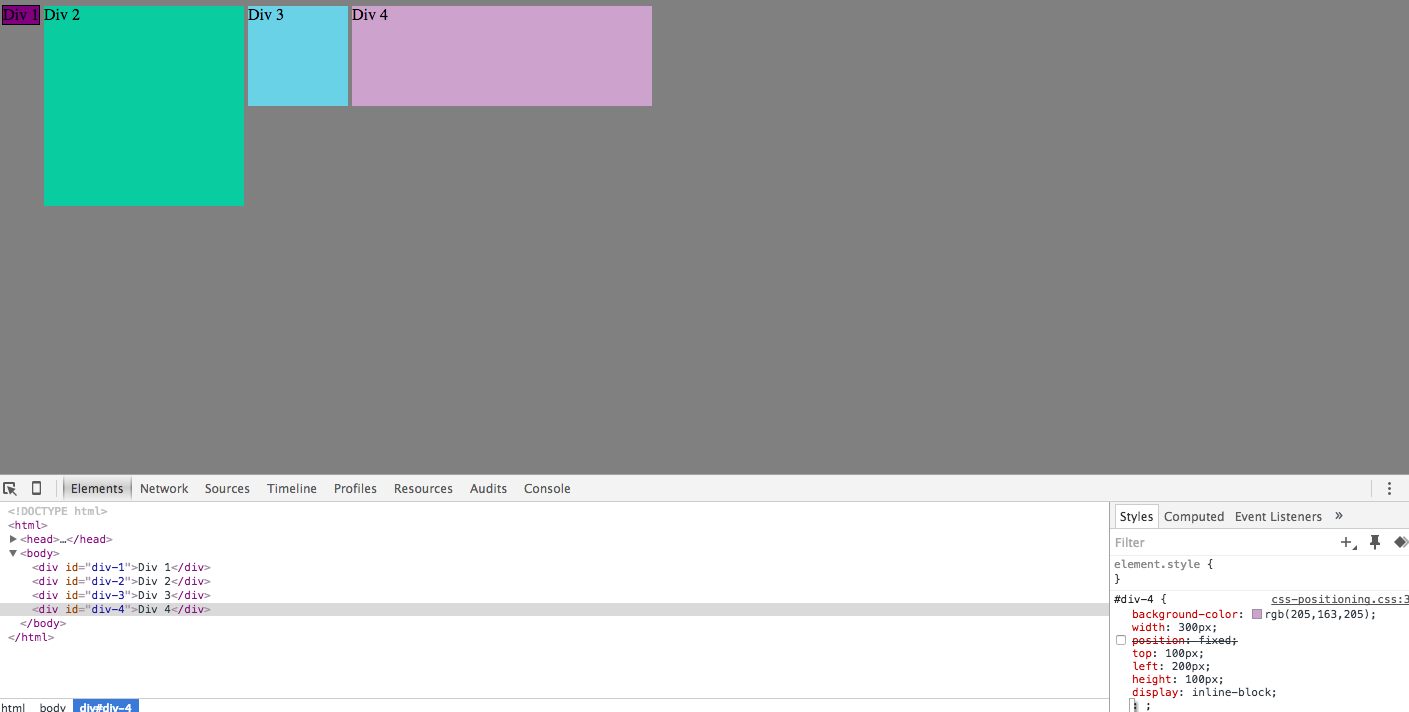 Div 1 Div 2 Div 3 Div 4
Elements Network Sources Timeline Profiles Resources Audits Console
<!DOCTYPE html>
<html>
<head>…</head>
<body>
<div id="div-1">Div 1</div>
<div id="div-2">Div 2</div>
<div id="div-3">Div 3</div>
<div id="div-4">Div 4</div>
</body>
</html>
html body div#div-4
Styles Computed Event Listeners »
Filter
element.style {
}
#div-4 { css-positioning.css:3
background-color: rgb(205,163,205);
width: 300px;
position: fixed;
top: 100px;
left: 200px;
height: 100px;
display: inline-block;
: ;